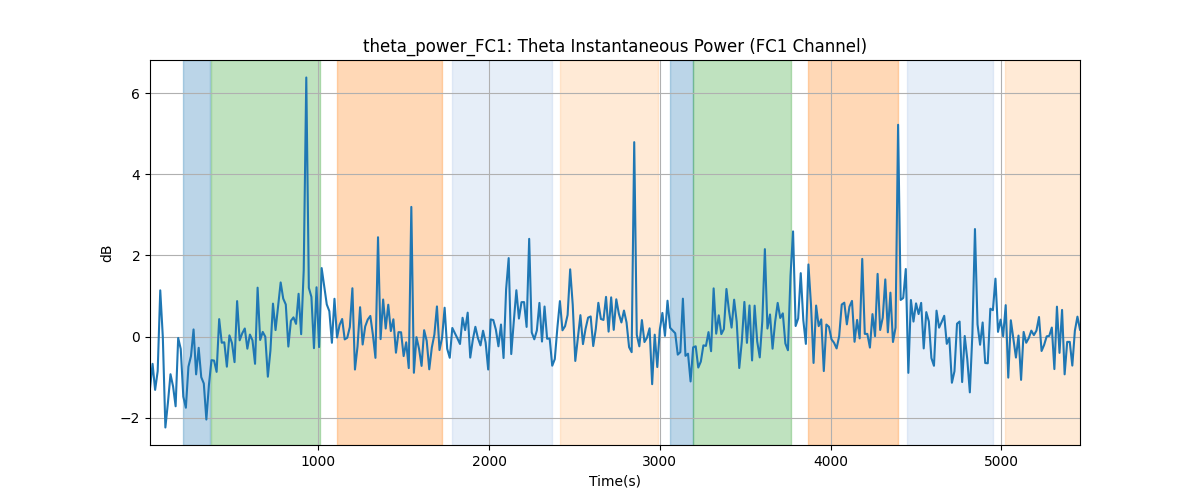 theta_power_FC1: Theta Instantaneous Power (FC1 Channel)
dB
6
4
2
0
−2
1000 2000 3000 4000 5000
Time(s)